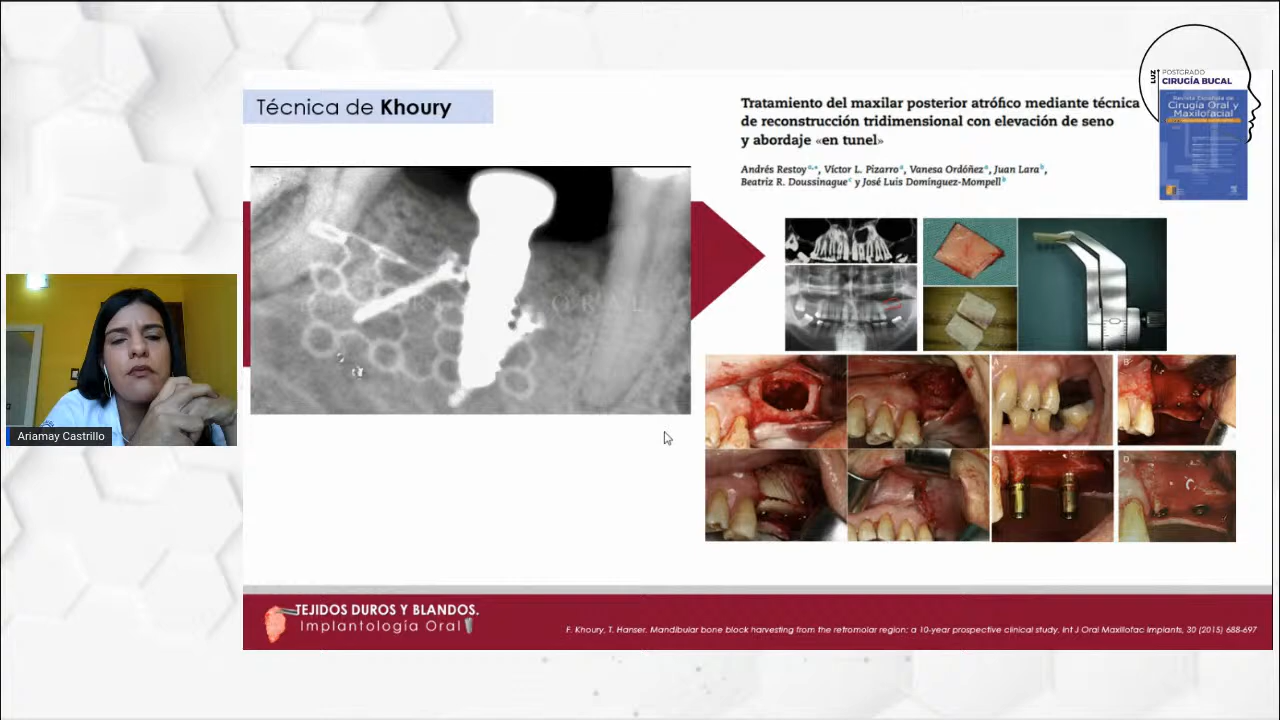 LUZ
POSTGRADO
CIRUGÍA BUCAL
Técnica de Khoury
Tratamiento del maxilar posterior atrófico mediante técnica
de reconstrucción tridimensional con elevación de seno
y abordaje «en tunel»
Andrés Restoy, Víctor L. Pizarro, Vanesa Ordóñez, Juan Lara,
Beatriz R. Doussinague y José Luis Domínguez-Mompell
Revista Española de
Cirugía Oral y
Maxilofacial
A
B
C
D
Ariamay Castrillo
TEJIDOS DUROS Y BLANDOS.
Implantología Oral
F. Khoury, T. Hanser. Mandibular bone block harvesting from the retromolar region: a 10-year prospective clinical study. Int J Oral Maxillofac Implants, 30 (2015) 688-697